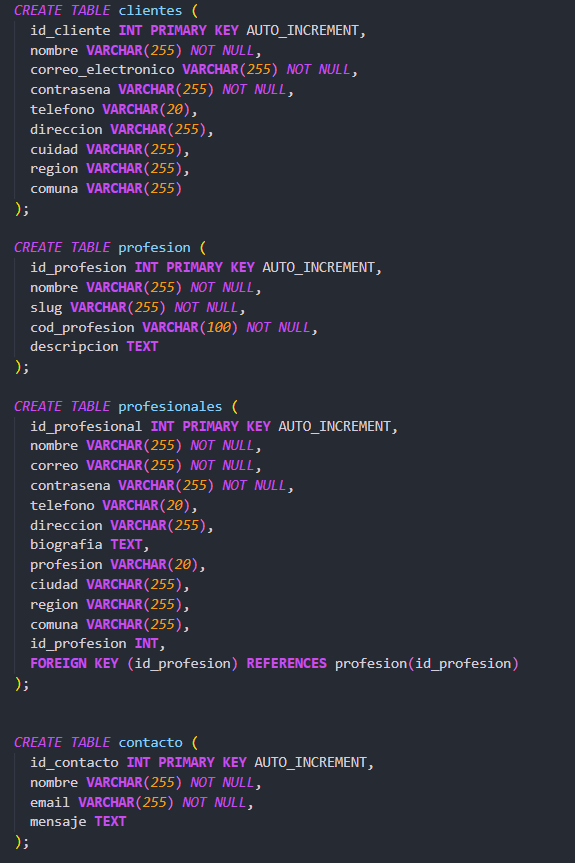 CREATE TABLE clientes (
id_cliente INT PRIMARY KEY AUTO_INCREMENT,
nombre VARCHAR(255) NOT NULL,
correo_electronico VARCHAR(255) NOT NULL,
contrasena VARCHAR(255) NOT NULL,
telefono VARCHAR(20),
direccion VARCHAR(255),
cuidad VARCHAR(255),
region VARCHAR(255),
comuna VARCHAR(255)
);
CREATE TABLE profesion (
id_profesion INT PRIMARY KEY AUTO_INCREMENT,
nombre VARCHAR(255) NOT NULL,
slug VARCHAR(255) NOT NULL,
cod_profesion VARCHAR(100) NOT NULL,
descripcion TEXT
);
CREATE TABLE profesionales (
id_profesional INT PRIMARY KEY AUTO_INCREMENT,
nombre VARCHAR(255) NOT NULL,
correo VARCHAR(255) NOT NULL,
contrasena VARCHAR(255) NOT NULL,
telefono VARCHAR(20),
direccion VARCHAR(255),
biografia TEXT,
profesion VARCHAR(20),
ciudad VARCHAR(255),
region VARCHAR(255),
comuna VARCHAR(255),
id_profesion INT,
FOREIGN KEY (id_profesion) REFERENCES profesion(id_profesion)
);
CREATE TABLE contacto (
id_contacto INT PRIMARY KEY AUTO_INCREMENT,
nombre VARCHAR(255) NOT NULL,
email VARCHAR(255) NOT NULL,
mensaje TEXT
);